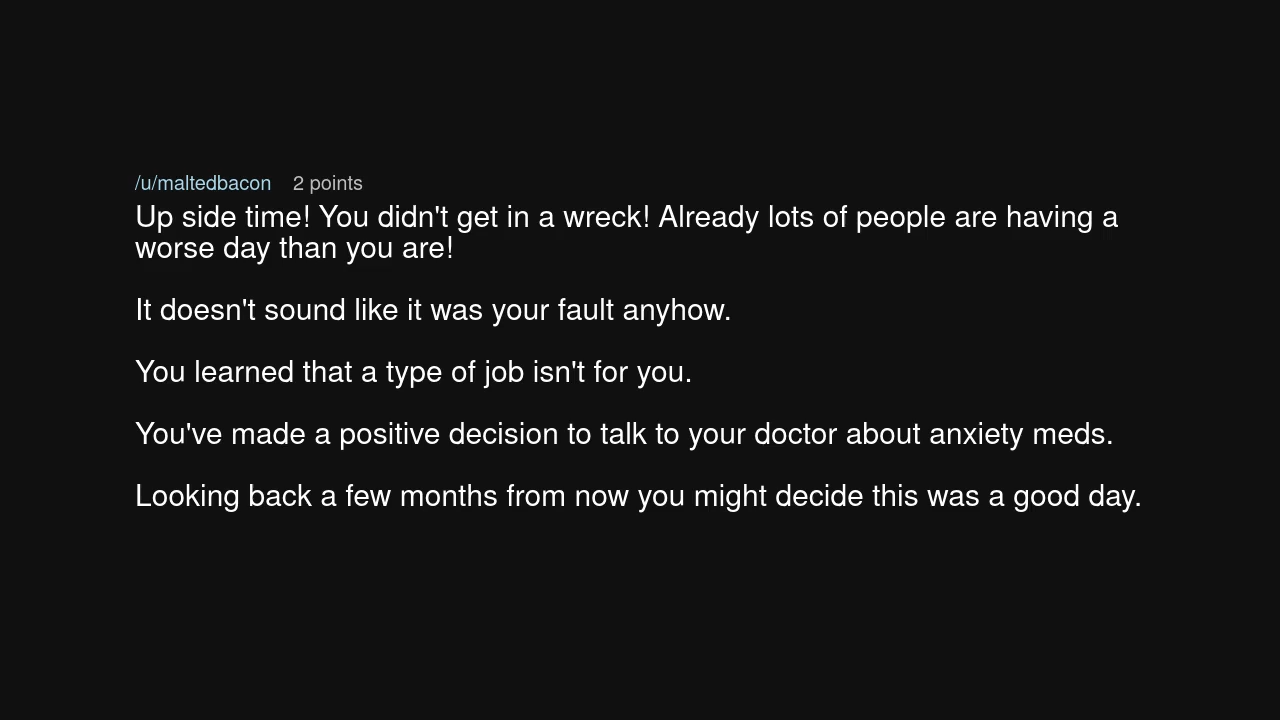 /u/maltedbacon 2 points
Up side time! You didn't get in a wreck! Already lots of people are having a
worse day than you are!
It doesn't sound like it was your fault anyhow.
You learned that a type of job isn't for you.
You've made a positive decision to talk to your doctor about anxiety meds.
Looking back a few months from now you might decide this was a good day.